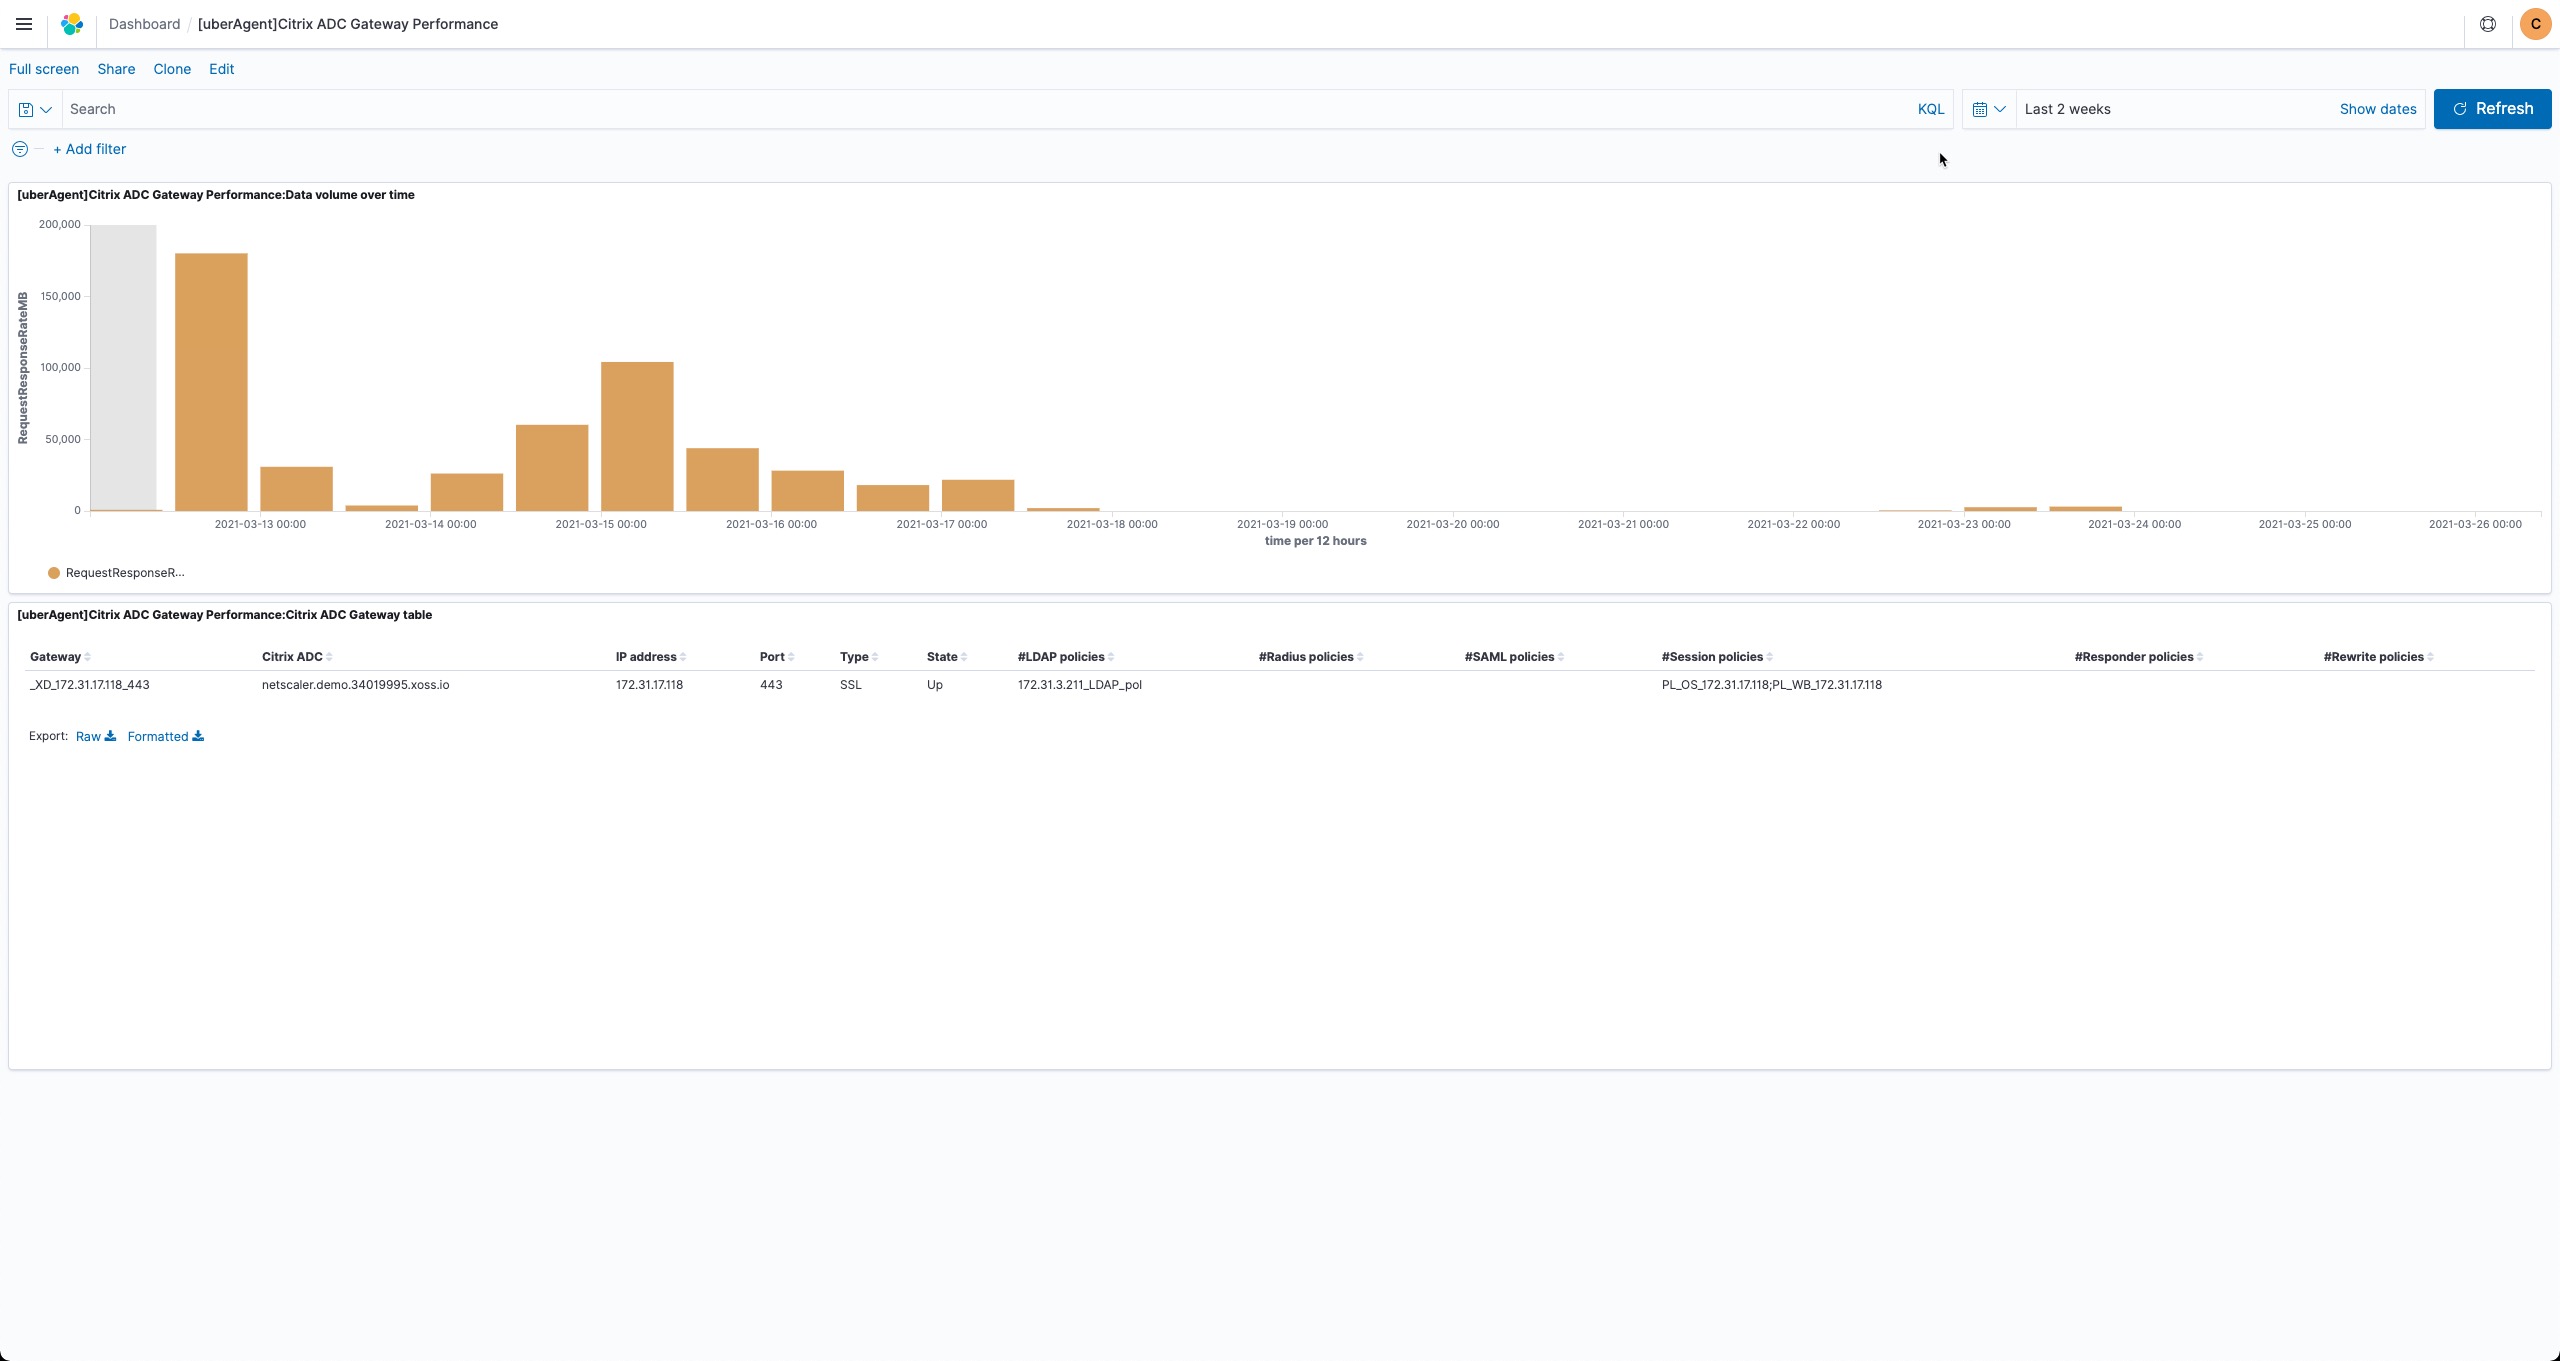 Dashboard / [uberAgent]Citrix ADC Gateway Performance
C
Full screen Share Clone Edit
Search KQL Last 2 weeks Show dates Refresh
+ Add filter
[uberAgent]Citrix ADC Gateway Performance:Data volume over time
200,000
150,000
100,000
50,000
0
RequestResponseRateMB
2021-03-13 00:00 2021-03-14 00:00 2021-03-15 00:00 2021-03-16 00:00 2021-03-17 00:00 2021-03-18 00:00 2021-03-19 00:00 2021-03-20 00:00 2021-03-21 00:00 2021-03-22 00:00 2021-03-23 00:00 2021-03-24 00:00 2021-03-25 00:00 2021-03-26 00:00
time per 12 hours
RequestResponseR...
[uberAgent]Citrix ADC Gateway Performance:Citrix ADC Gateway table
Gateway Citrix ADC IP address Port Type State #LDAP policies #Radius policies #SAML policies #Session policies #Responder policies #Rewrite policies
_XD_172.31.17.118_443 netscaler.demo.34019995.xoss.io 172.31.17.118 443 SSL Up 172.31.3.211_LDAP_pol PL_OS_172.31.17.118;PL_WB_172.31.17.118
Export: Raw Formatted